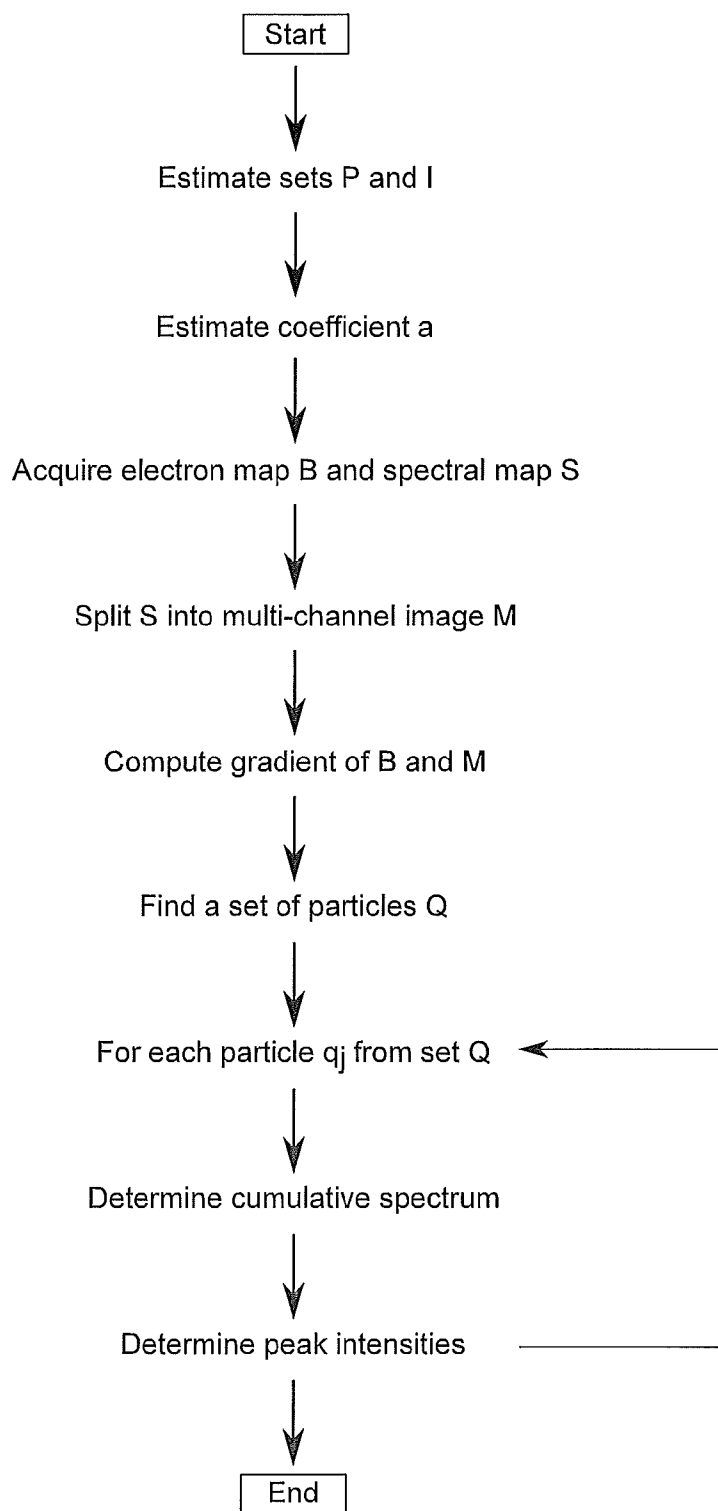 Start
Estimate sets P and I
Estimate coefficient a
Acquire electron map B and spectral map S
Split S into multi-channel image M
Compute gradient of B and M
Find a set of particles Q
For each particle qj from set Q
Determine cumulative spectrum
Determine peak intensities
End